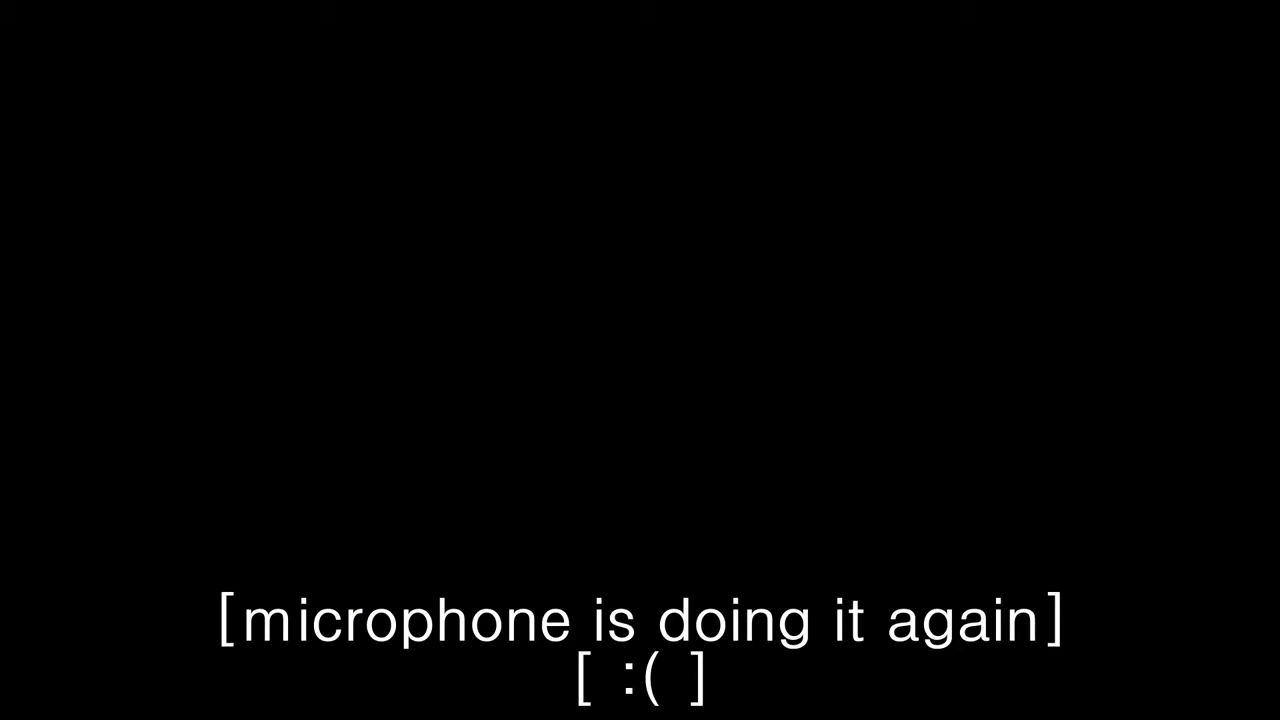 [microphone is doing it again]
[ :( ]